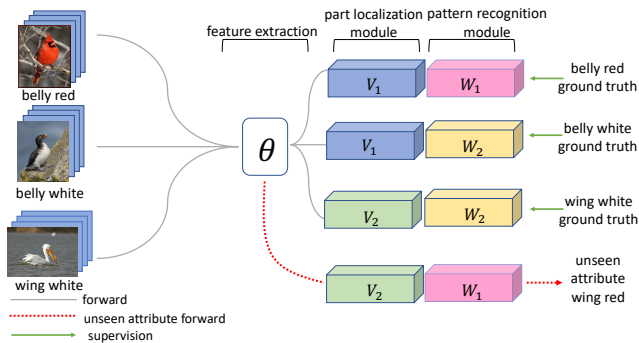 feature extraction
part localization
module
pattern recognition
module
belly red
belly white
wing white
θ
V1
W1
belly red
ground truth
V1
W2
belly white
ground truth
V2
W2
wing white
ground truth
V2
W1
unseen
attribute
wing red
forward
unseen attribute forward
supervision